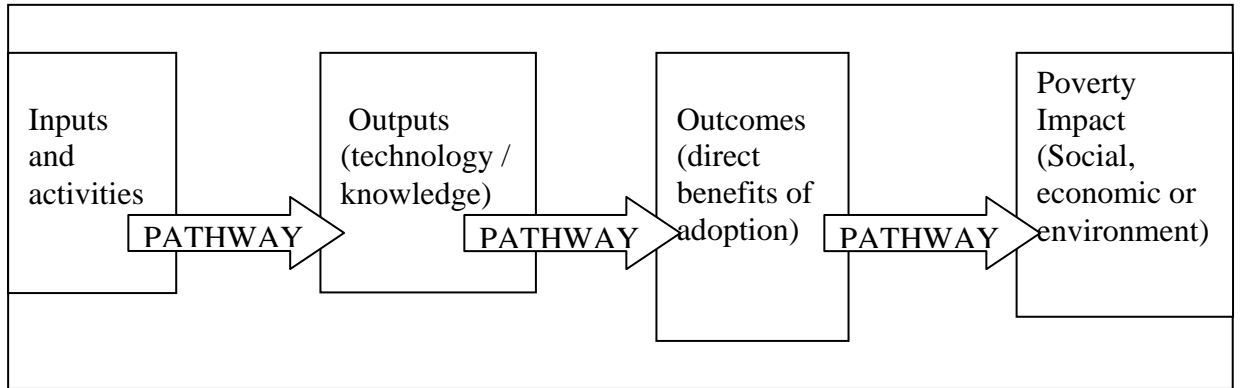 Inputs
and
activities
PATHWAY
Outputs
(technology /
knowledge)
PATHWAY
Outcomes
(direct
benefits of
adoption)
PATHWAY
Poverty
Impact
(Social,
economic or
environment)